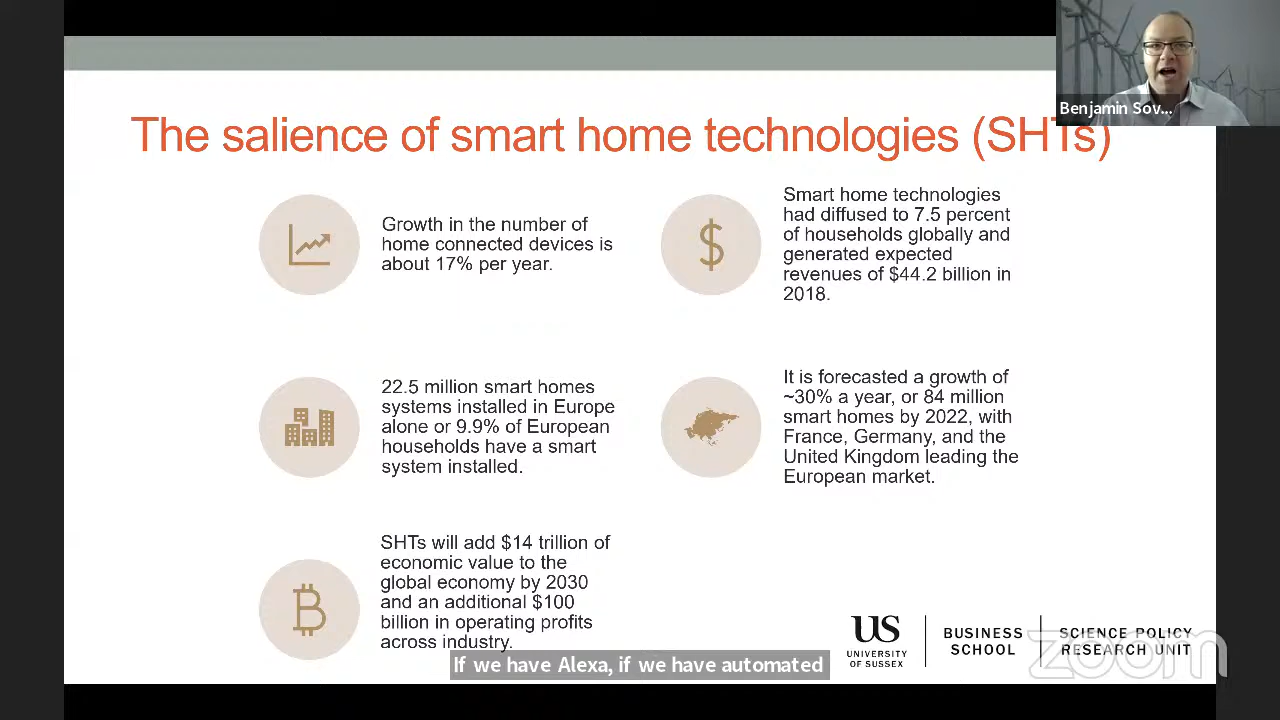 Benjamin Sov...
The salience of smart home technologies (SHTs)
Growth in the number of
home connected devices is
about 17% per year.
Smart home technologies
had diffused to 7.5 percent
of households globally and
generated expected
revenues of $44.2 billion in
2018.
22.5 million smart homes
systems installed in Europe
alone or 9.9% of European
households have a smart
system installed.
It is forecasted a growth of
~30% a year, or 84 million
smart homes by 2022, with
France, Germany, and the
United Kingdom leading the
European market.
SHTs will add $14 trillion of
economic value to the
global economy by 2030
and an additional $100
billion in operating profits
across industry.
US
UNIVERSITY
OF SUSSEX
BUSINESS
SCHOOL
SCIENCE POLICY
RESEARCH UNIT
zoom
If we have Alexa, if we have automated